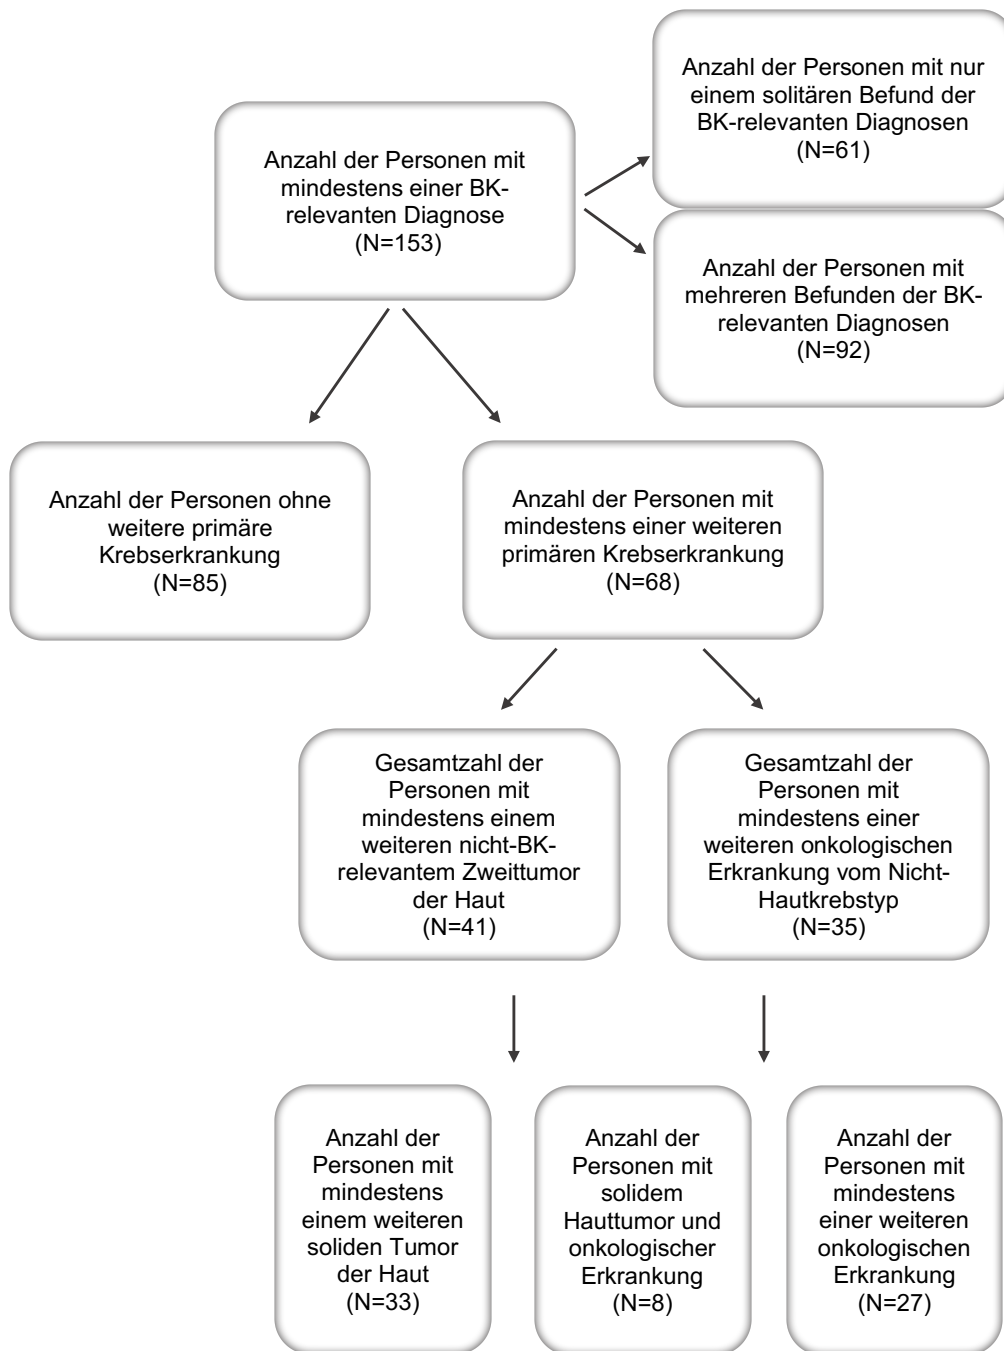 Anzahl der Personen mit nur
einem solitären Befund der
BK-relevanten Diagnosen
(N=61)
Anzahl der Personen mit
mindestens einer BK-
relevanten Diagnose
(N=153)
Anzahl der Personen mit
mehreren Befunden der BK-
relevanten Diagnosen
(N=92)
Anzahl der Personen ohne
weitere primäre
Krebserkrankung
(N=85)
Anzahl der Personen mit
mindestens einer weiteren
primären Krebserkrankung
(N=68)
Gesamtzahl der
Personen mit
mindestens einem
weiteren nicht-BK-
relevantem Zweittumor
der Haut
(N=41)
Gesamtzahl der
Personen mit
mindestens einer
weiteren onkologischen
Erkrankung vom Nicht-
Hautkrebstyp
(N=35)
Anzahl der
Personen mit
mindestens
einem weiteren
soliden Tumor
der Haut
(N=33)
Anzahl der
Personen mit
solidem
Hauttumor und
onkologischer
Erkrankung
(N=8)
Anzahl der
Personen mit
mindestens
einer weiteren
onkologischen
Erkrankung
(N=27)